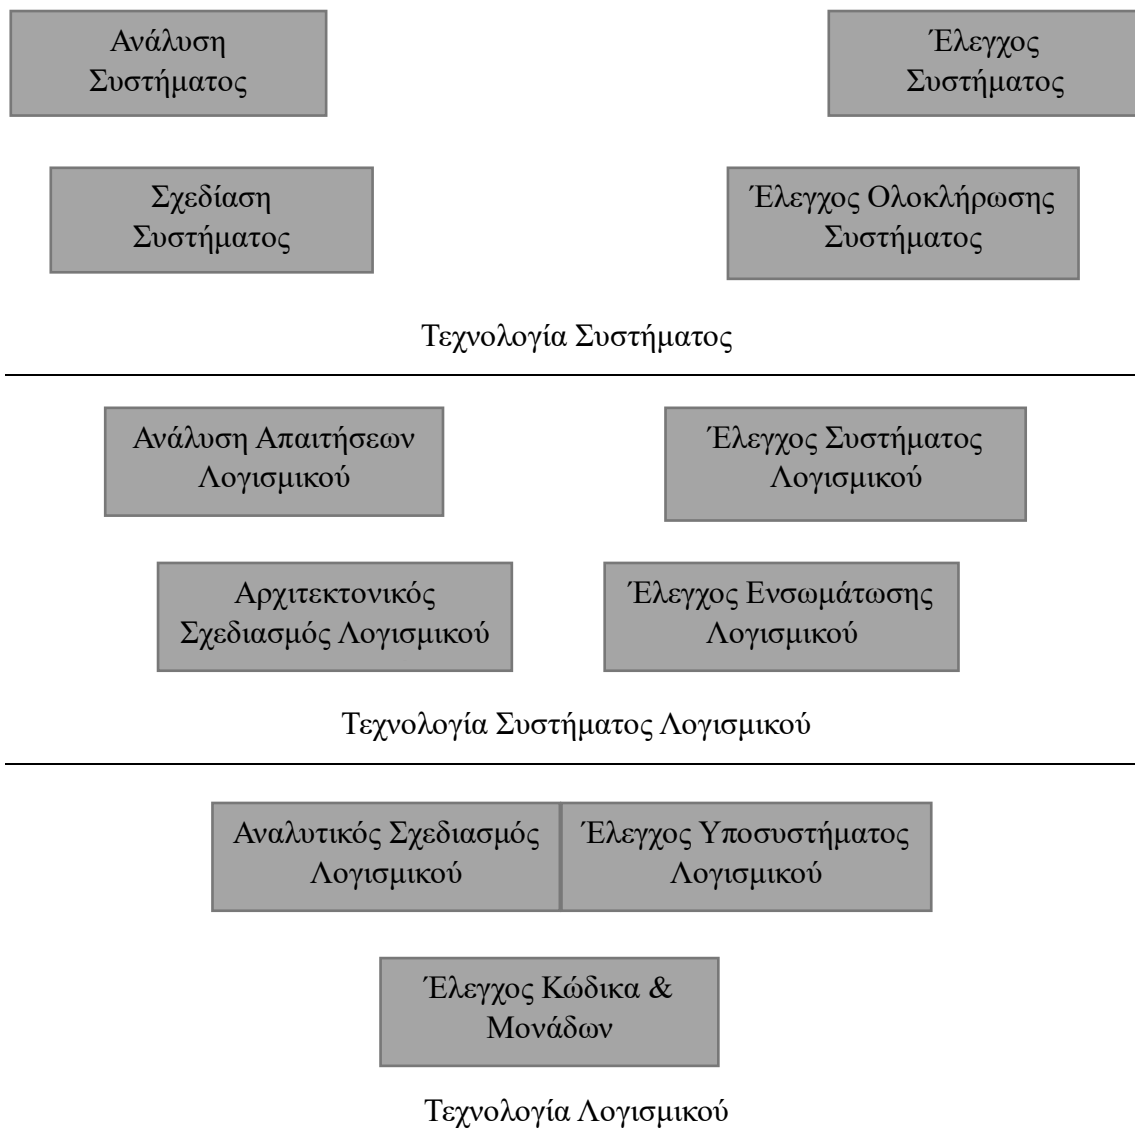 Ανάλυση
Συστήματος
Έλεγχος
Συστήματος
Σχεδίαση
Συστήματος
Έλεγχος Ολοκλήρωσης
Συστήματος
Τεχνολογία Συστήματος
Ανάλυση Απαιτήσεων
Λογισμικού
Έλεγχος Συστήματος
Λογισμικού
Αρχιτεκτονικός
Σχεδιασμός Λογισμικού
Έλεγχος Ενσωμάτωσης
Λογισμικού
Τεχνολογία Συστήματος Λογισμικού
Αναλυτικός Σχεδιασμός
Λογισμικού
Έλεγχος Υποσυστήματος
Λογισμικού
Έλεγχος Κώδικα &
Μονάδων
Τεχνολογία Λογισμικού